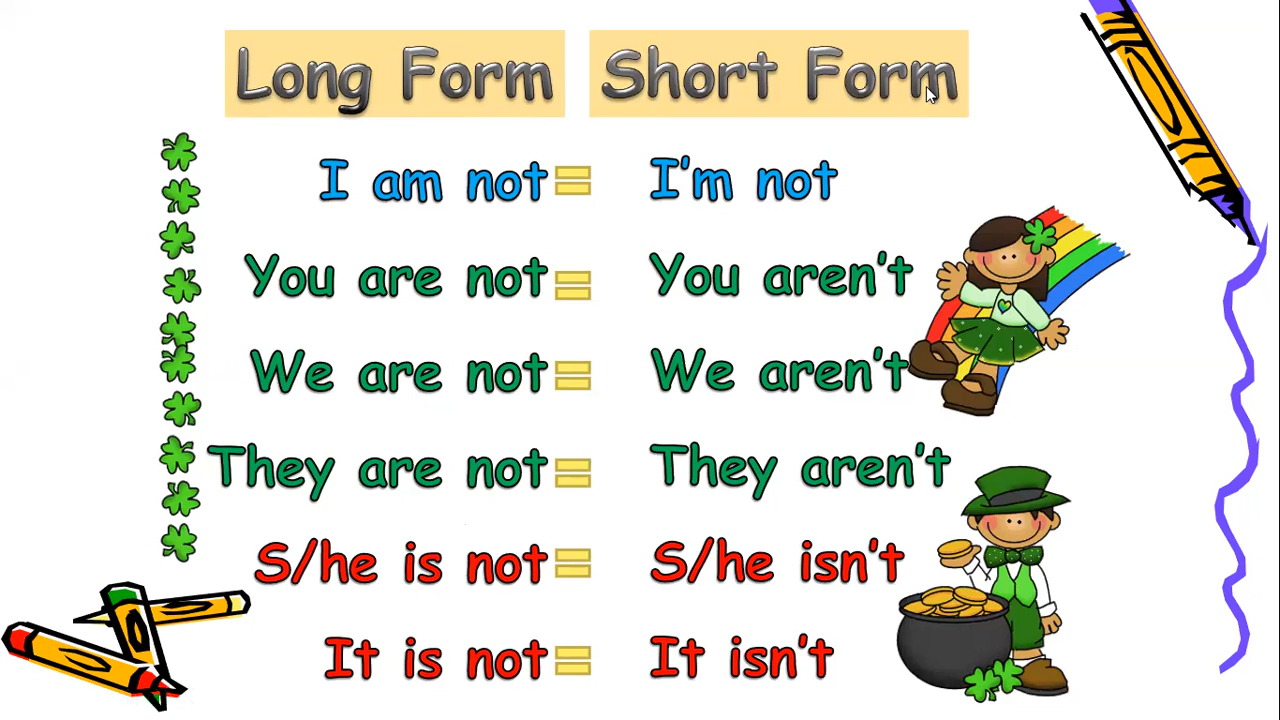 Long Form Short Form
I am not = I'm not
You are not = You aren't
We are not = We aren't
They are not = They aren't
S/he is not = S/he isn't
It is not = It isn't